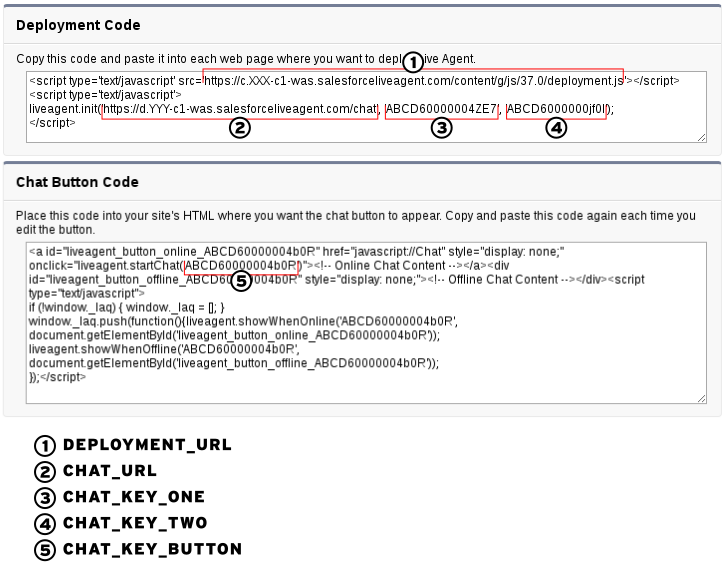 Deployment Code
Copy this code and paste it into each web page where you want to deploy Live Agent.
①
<script type='text/javascript' src='https://c.XXX-c1-was.salesforceliveagent.com/content/g/js/37.0/deployment.js'></script>
<script type='text/javascript'>
liveagent.init('https://d.YYY-c1-was.salesforceliveagent.com/chat', 'ABCD60000004ZE7', 'ABCD6000000jf0l');
</script>
② ③ ④
Chat Button Code
Place this code into your site's HTML where you want the chat button to appear. Copy and paste this code again each time you
edit the button.
<a id="liveagent_button_online_ABCD60000004b0R" href="javascript://Chat" style="display: none;"
onclick="liveagent.startChat('ABCD60000004b0R')"><!-- Online Chat Content --></a><div
id="liveagent_button_offline_ABCD60000004b0R" style="display: none;"><!-- Offline Chat Content --></div><script
⑤
type="text/javascript">
if (!window._laq) { window._laq = []; }
window._laq.push(function(){liveagent.showWhenOnline('ABCD60000004b0R',
document.getElementById('liveagent_button_online_ABCD60000004b0R'));
liveagent.showWhenOffline('ABCD60000004b0R',
document.getElementById('liveagent_button_offline_ABCD60000004b0R'));
});</script>
① DEPLOYMENT_URL
② CHAT_URL
③ CHAT_KEY_ONE
④ CHAT_KEY_TWO
⑤ CHAT_KEY_BUTTON